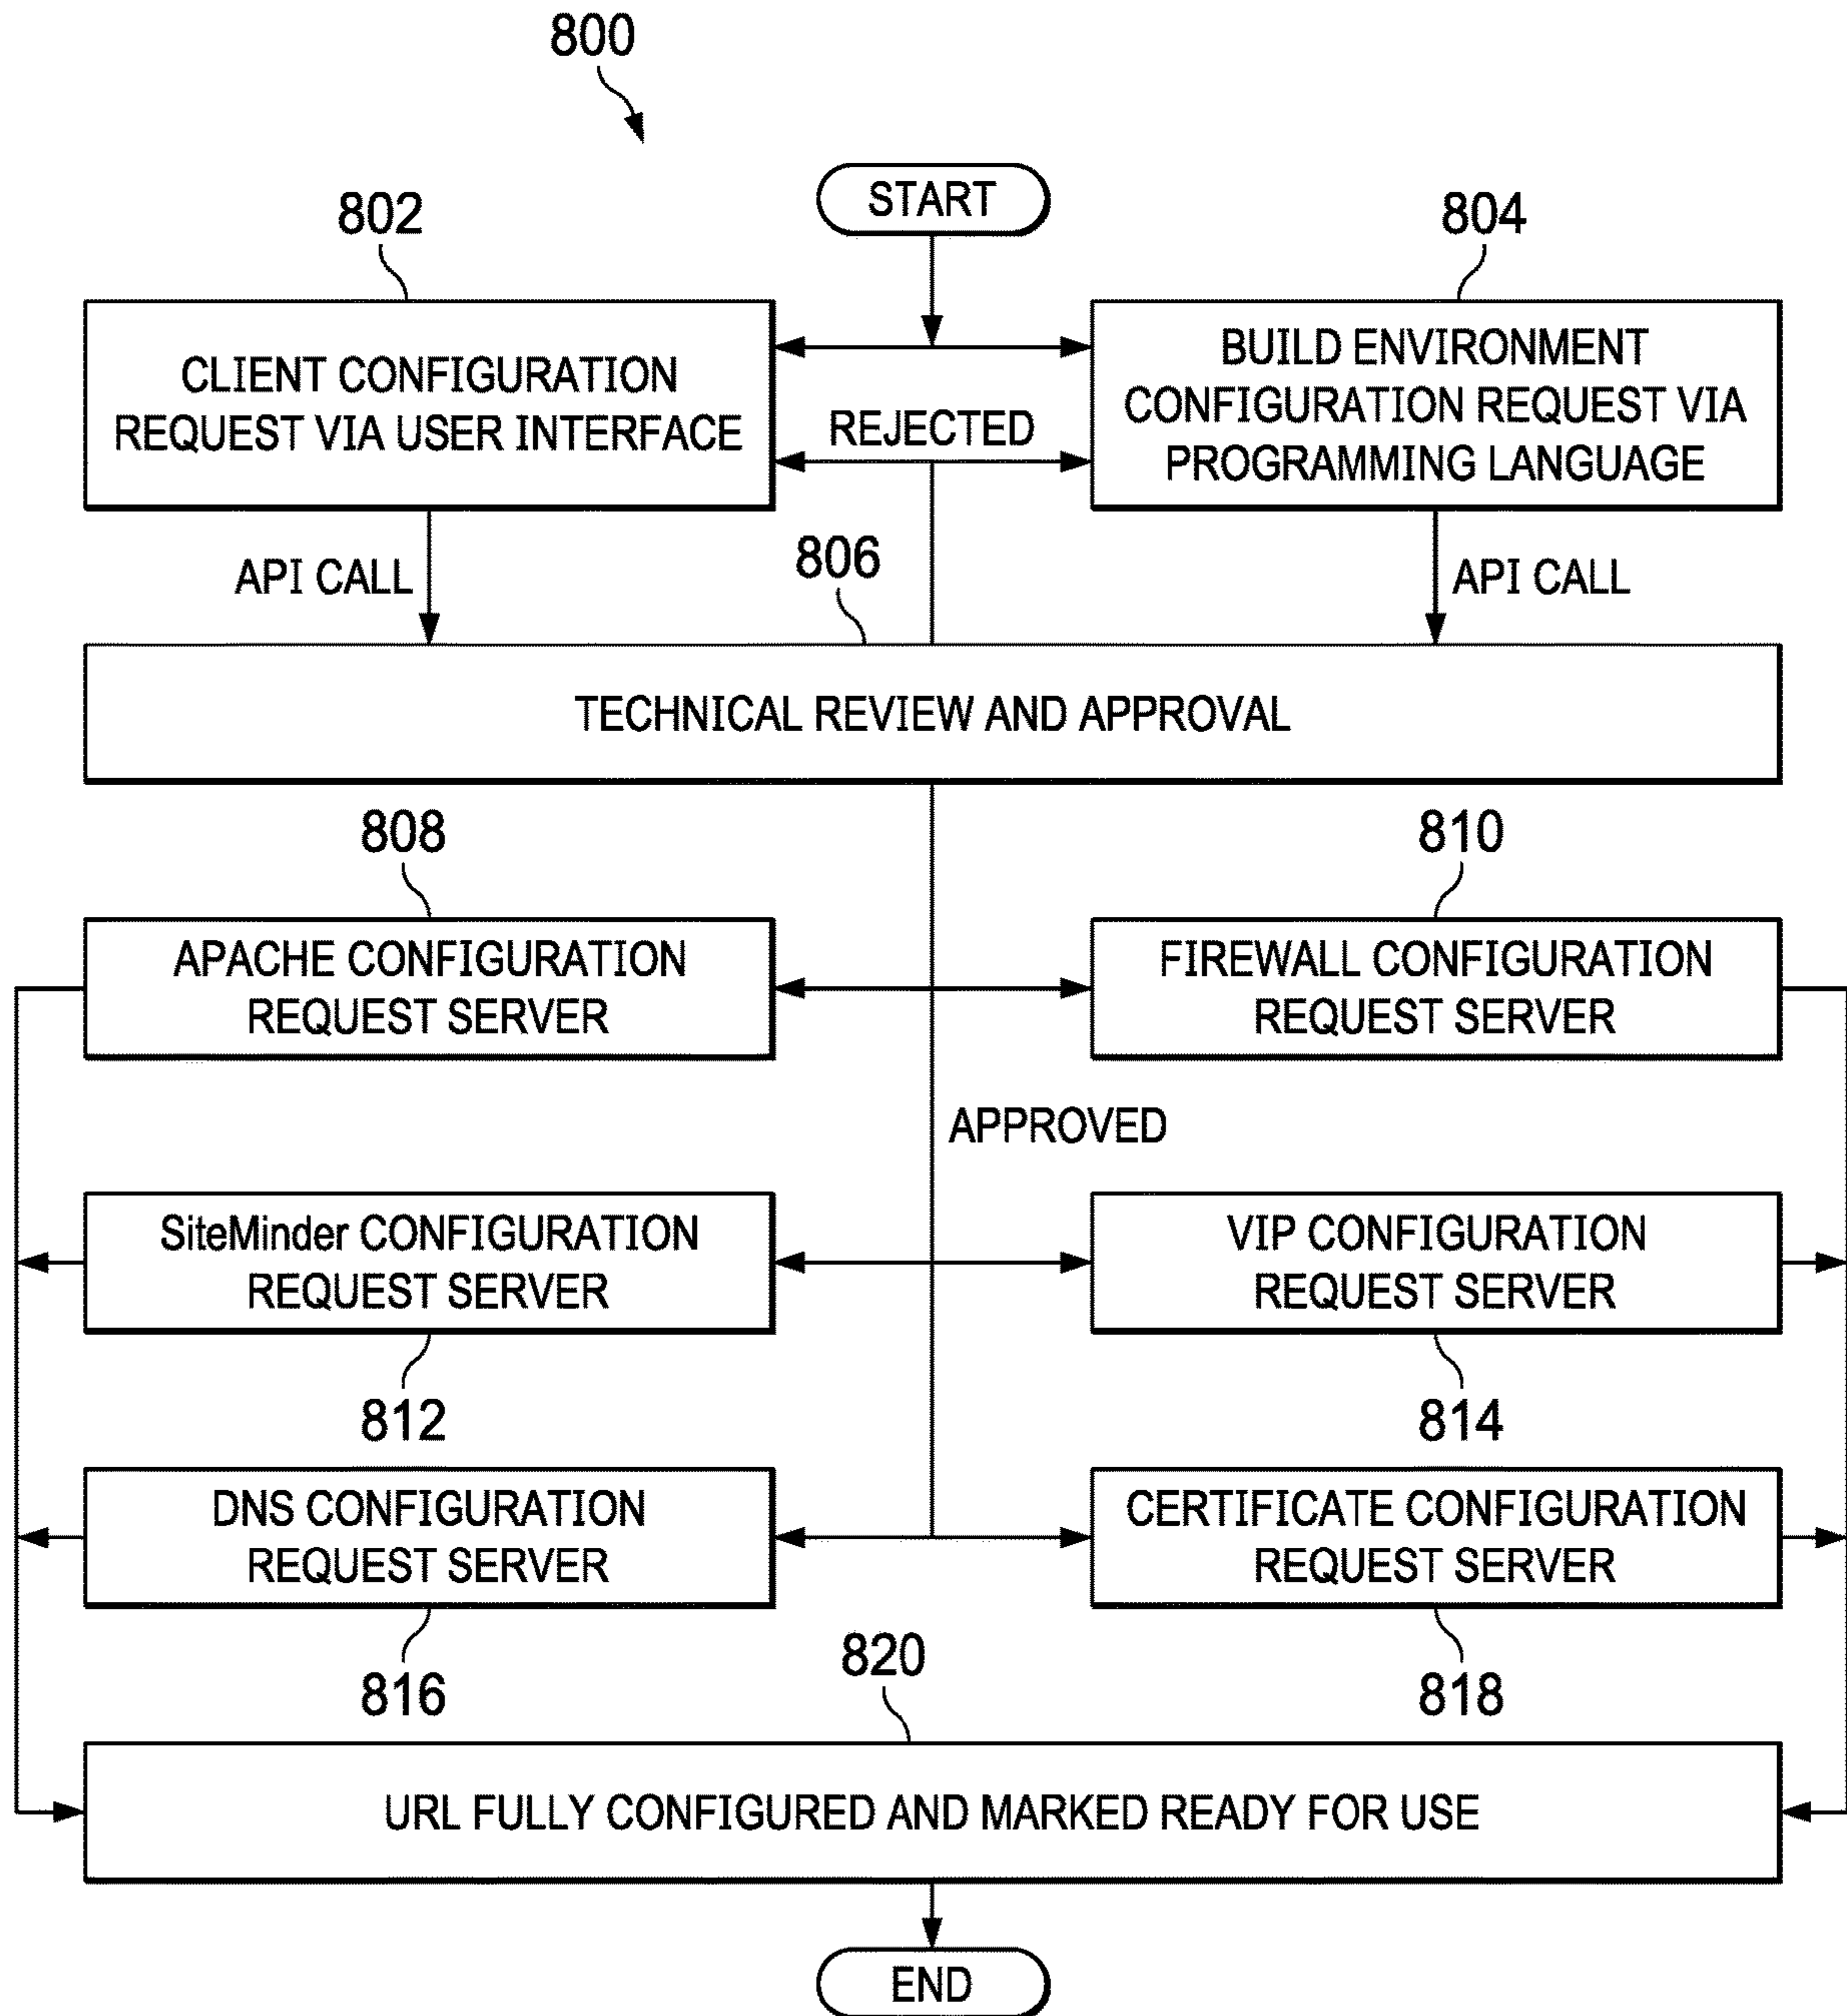 800
START
802
804
CLIENT CONFIGURATION
REQUEST VIA USER INTERFACE
BUILD ENVIRONMENT
CONFIGURATION REQUEST VIA
PROGRAMMING LANGUAGE
REJECTED
API CALL
806
API CALL
TECHNICAL REVIEW AND APPROVAL
808
810
APACHE CONFIGURATION
REQUEST SERVER
FIREWALL CONFIGURATION
REQUEST SERVER
APPROVED
SiteMinder CONFIGURATION
REQUEST SERVER
VIP CONFIGURATION
REQUEST SERVER
812
814
DNS CONFIGURATION
REQUEST SERVER
CERTIFICATE CONFIGURATION
REQUEST SERVER
816
820
818
URL FULLY CONFIGURED AND MARKED READY FOR USE
END